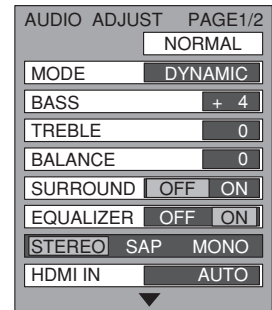 AUDIO ADJUST PAGE1/2
NORMAL
MODE DYNAMIC
BASS + 4
TREBLE 0
BALANCE 0
SURROUND OFF ON
EQUALIZER OFF ON
STEREO SAP MONO
HDMI IN AUTO